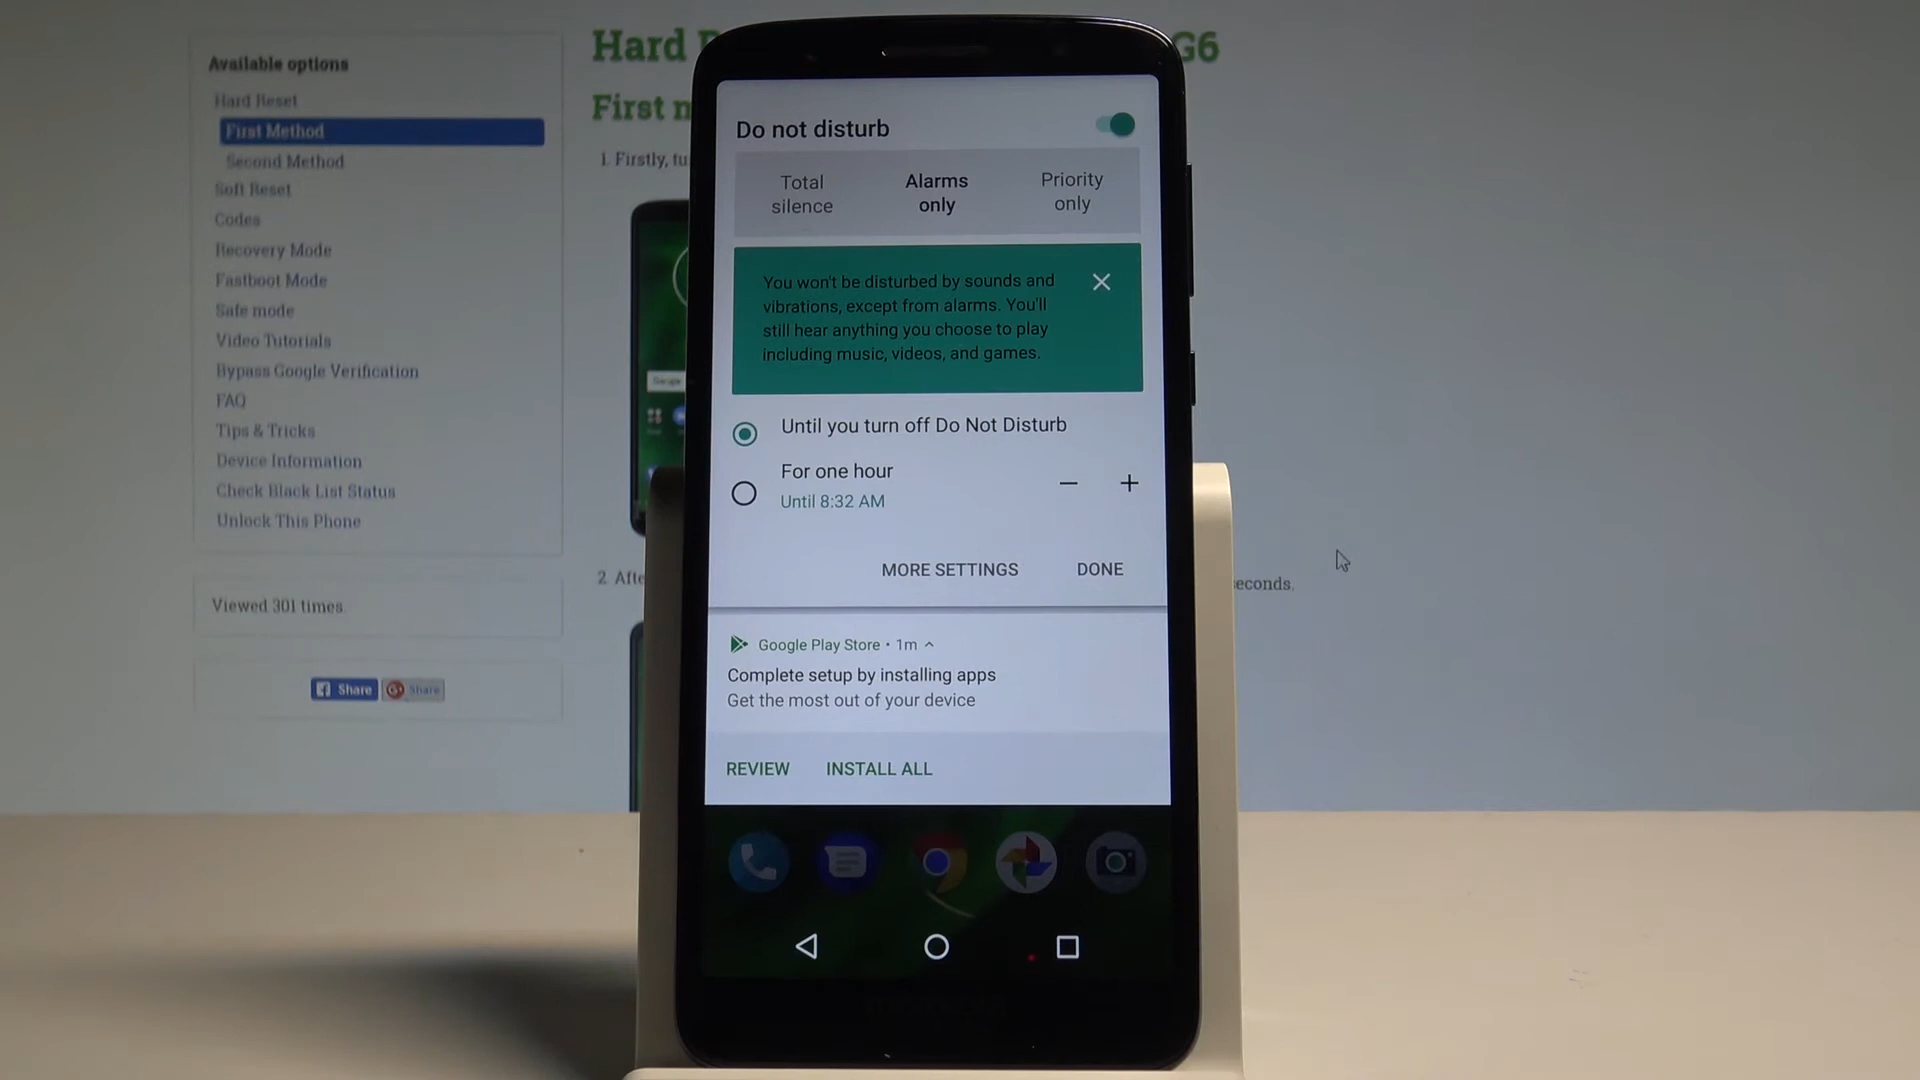 Available options
Hard Reset
First Method
Second Method
Soft Reset
Codes
Recovery Mode
Fastboot Mode
Safe mode
Video Tutorials
Bypass Google Verification
FAQ
Tips & Tricks
Device Information
Check Black List Status
Unlock This Phone
Viewed 301 times.
Share
Share
Hard
G6
First
1. Firstly, tu
2. Afte
econds.
Do not disturb
Total silence
Alarms only
Priority only
You won't be disturbed by sounds and
vibrations, except from alarms. You'll
still hear anything you choose to play
including music, videos, and games.
Until you turn off Do Not Disturb
For one hour
Until 8:32 AM
MORE SETTINGS
DONE
Google Play Store • 1m
Complete setup by installing apps
Get the most out of your device
REVIEW
INSTALL ALL